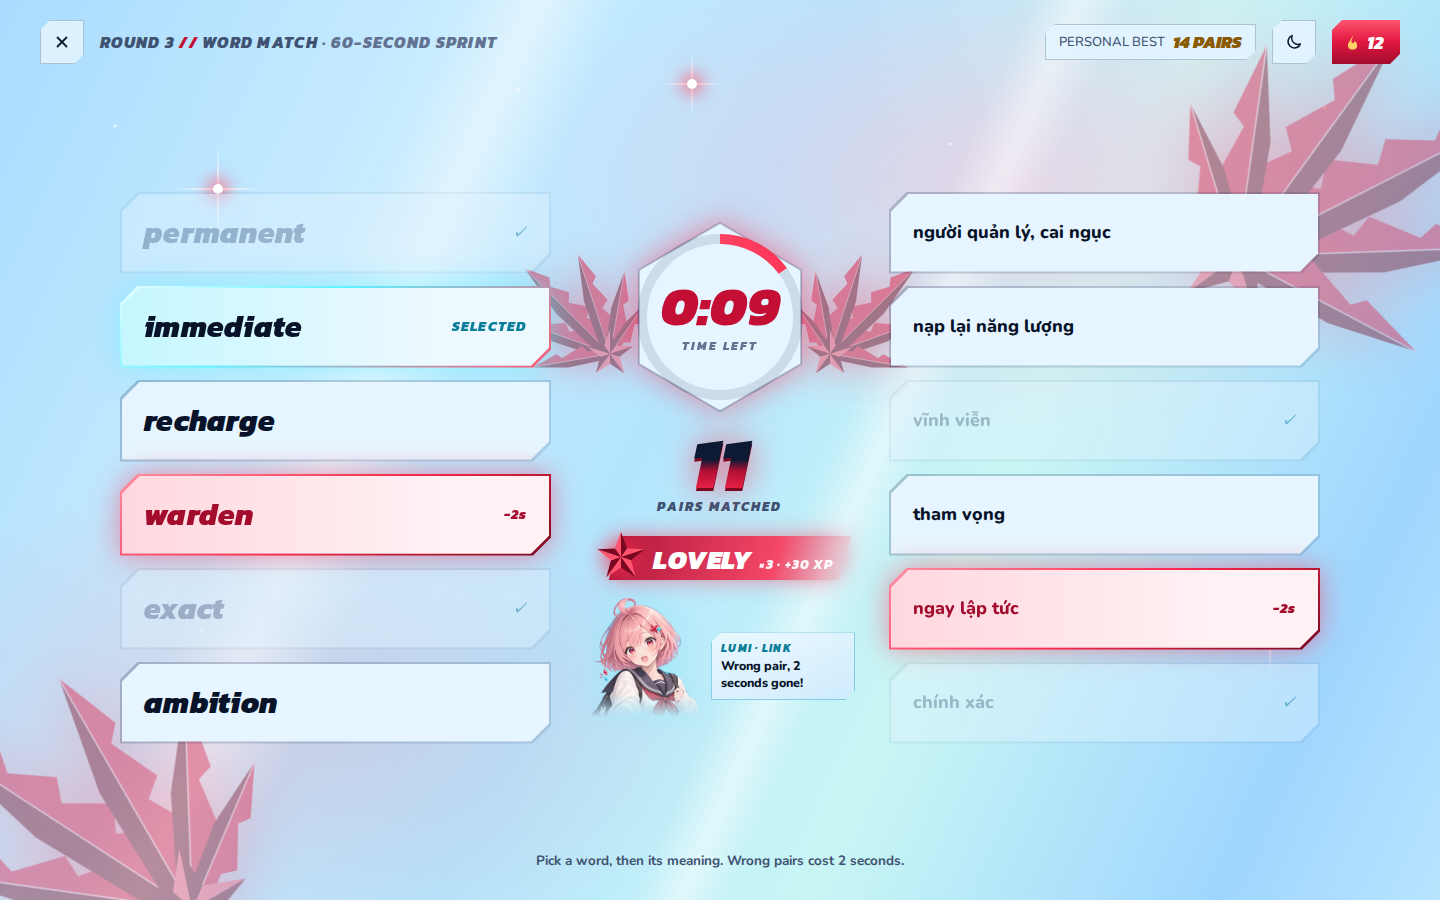 ROUND 3 // WORD MATCH · 60-SECOND SPRINT
PERSONAL BEST 14 PAIRS
12
permanent ✓
immediate SELECTED
recharge
warden -2s
exact ✓
ambition
0:09
TIME LEFT
11
PAIRS MATCHED
LOVELY ×3 · +30 XP
LUMI · LINK
Wrong pair, 2
seconds gone!
người quản lý, cai ngục
nạp lại năng lượng
vĩnh viễn ✓
tham vọng
ngay lập tức -2s
chính xác ✓
Pick a word, then its meaning. Wrong pairs cost 2 seconds.